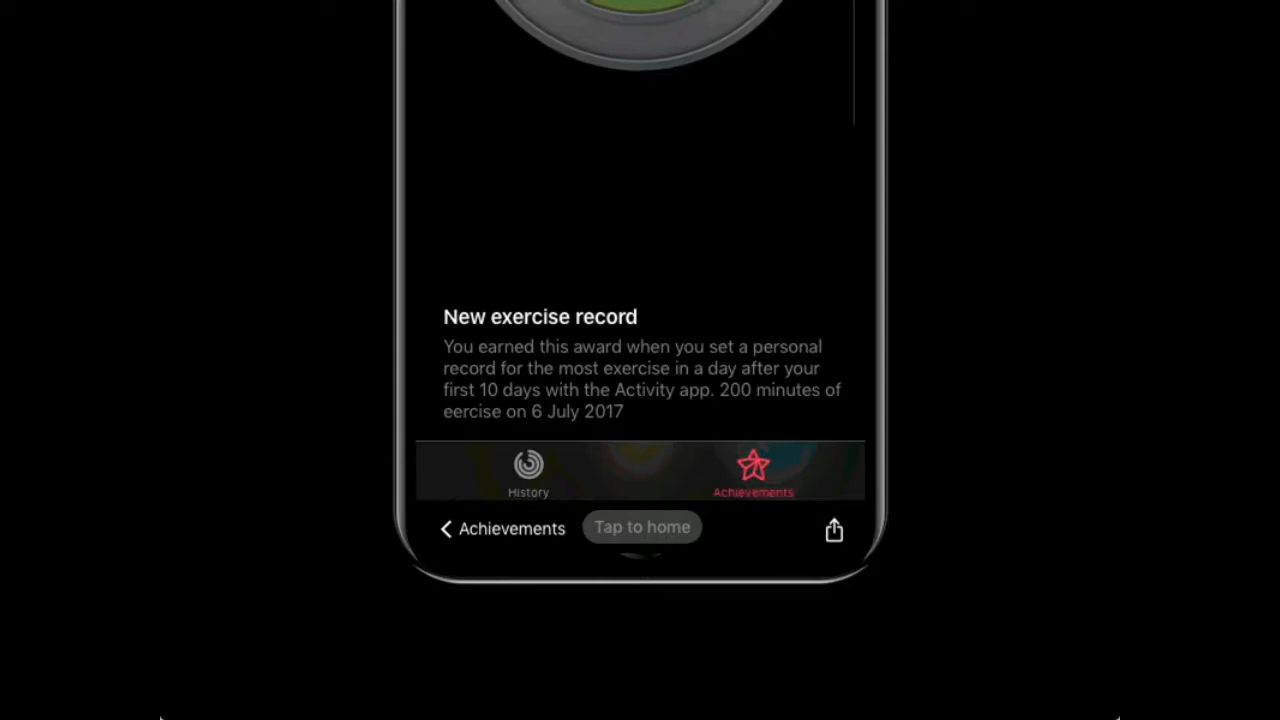 New exercise record
You earned this award when you set a personal
record for the most exercise in a day after your
first 10 days with the Activity app. 200 minutes of
eercise on 6 July 2017
History
Achievements
Achievements
Tap to home